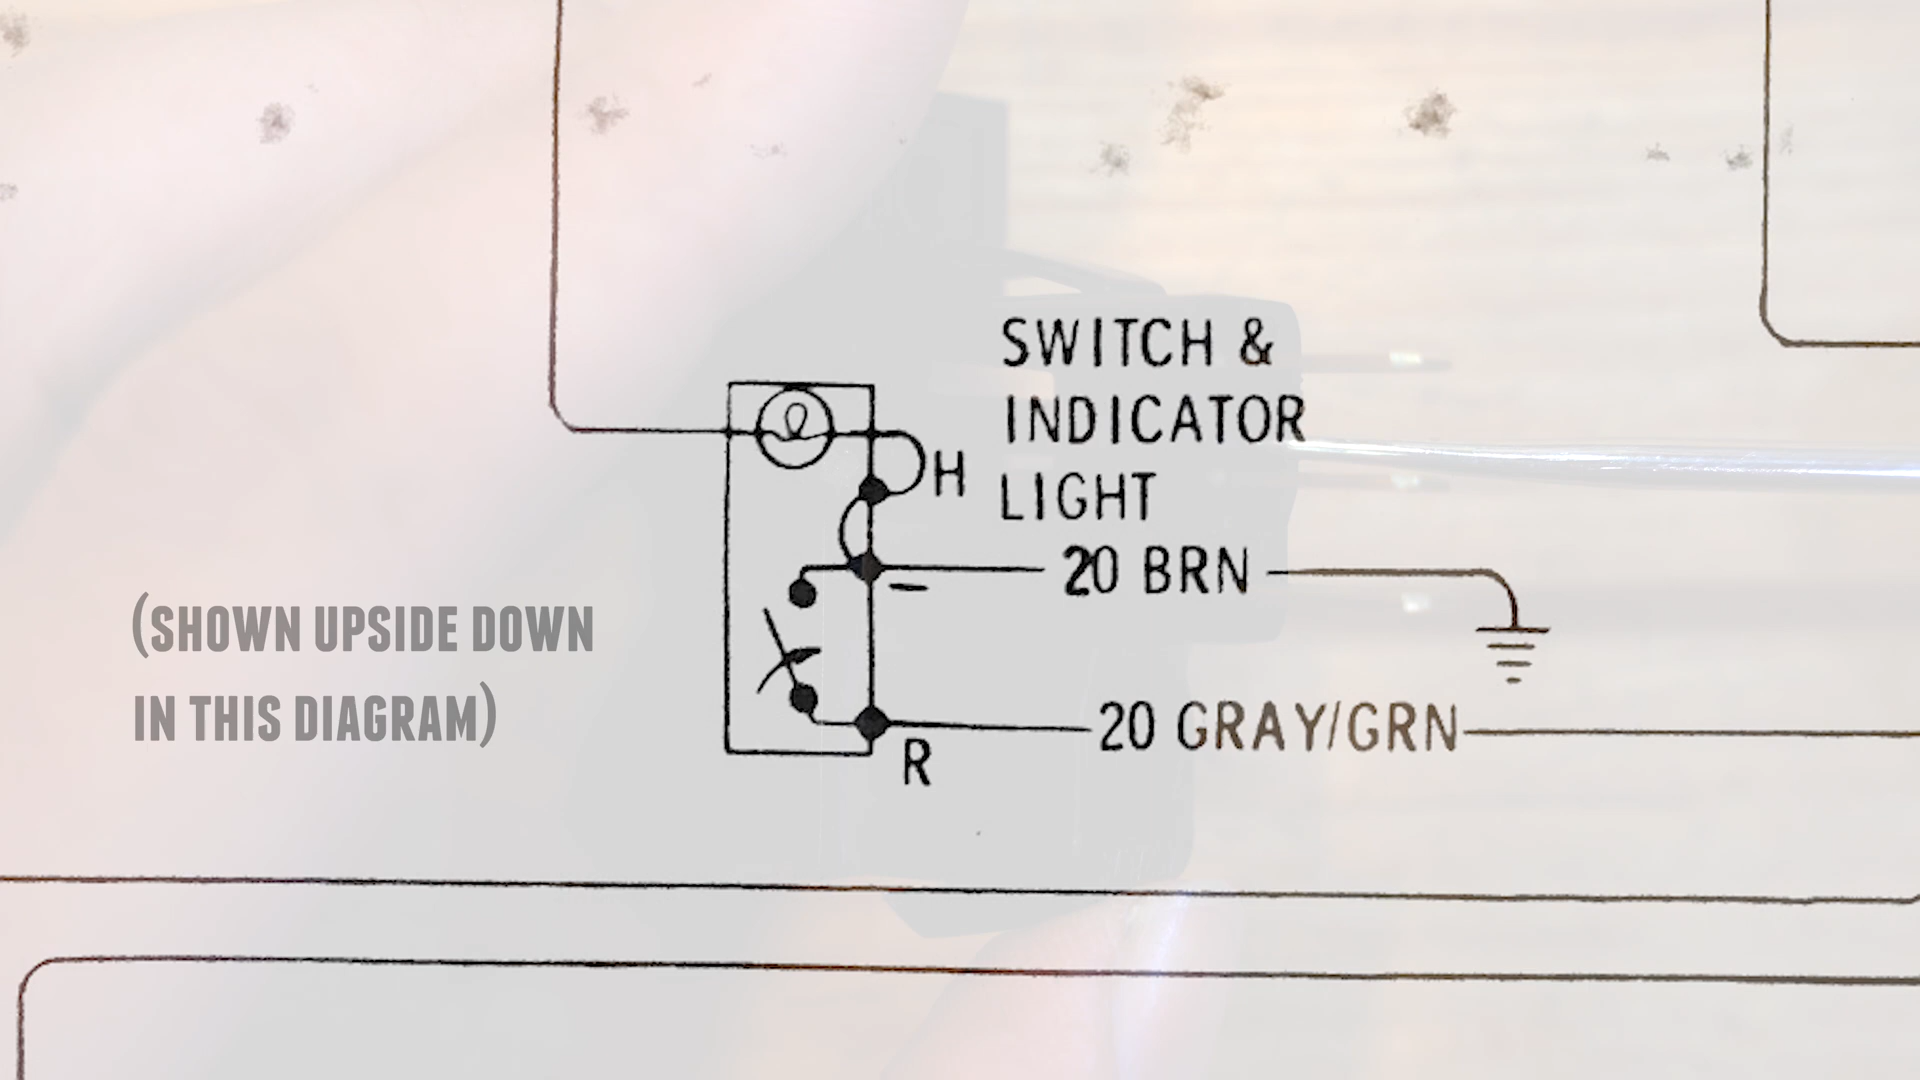 SWITCH &
INDICATOR
LIGHT
H
20 BRN
–
(SHOWN UPSIDE DOWN
IN THIS DIAGRAM)
20 GRAY/GRN
R